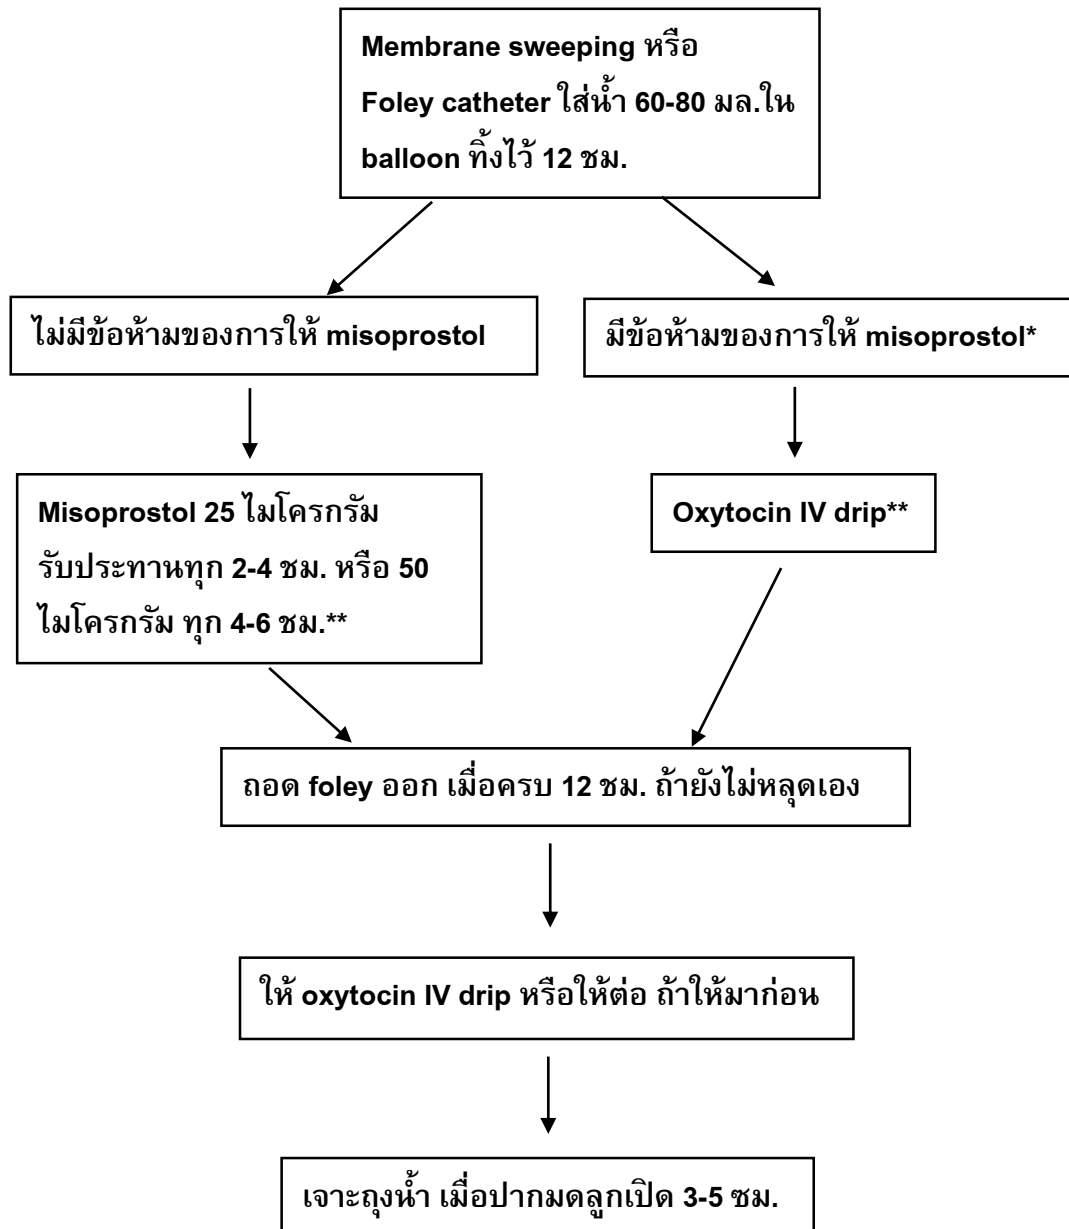 Membrane sweeping หรือ
Foley catheter ใส่น้ำ 60-80 มล.ใน
balloon ทิ้งไว้ 12 ชม.
ไม่มีข้อห้ามของการให้ misoprostol
มีข้อห้ามของการให้ misoprostol*
Misoprostol 25 ไมโครกรัม
รับประทานทุก 2-4 ชม. หรือ 50
ไมโครกรัม ทุก 4-6 ชม.**
Oxytocin IV drip**
ถอด foley ออก เมื่อครบ 12 ชม. ถ้ายังไม่หลุดเอง
ให้ oxytocin IV drip หรือให้ต่อ ถ้าให้มาก่อน
เจาะถุงน้ำ เมื่อปากมดลูกเปิด 3-5 ซม.